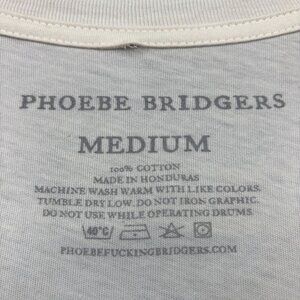 PHOEBE BRIDGERS
MEDIUM
100% COTTON
MADE IN HONDURAS
MACHINE WASH WARM WITH LIKE COLORS.
TUMBLE DRY LOW. DO NOT IRON GRAPHIC.
DO NOT USE WHILE OPERATING DRUMS.
40°C
PHOEBEFUCKINGBRIDGERS.COM